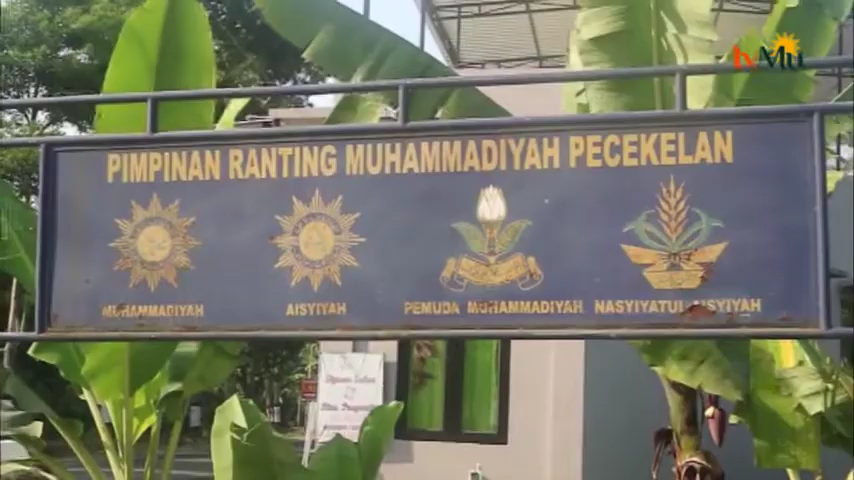 tvMu
PIMPINAN RANTING MUHAMMADIYAH PECEKELAN
MUHAMMADIYAH
AISYIYAH
PEMUDA MUHAMMADIYAH
NASYIYATUL AISYIYAH